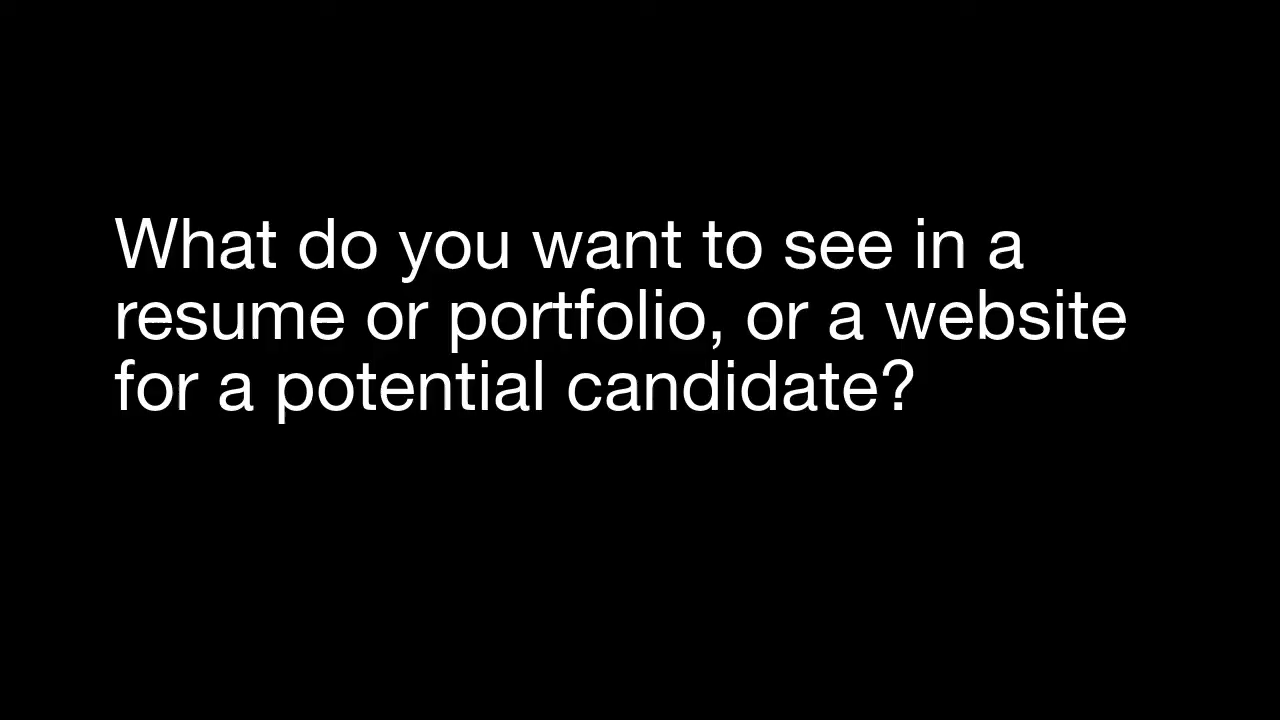 What do you want to see in a
resume or portfolio, or a website
for a potential candidate?